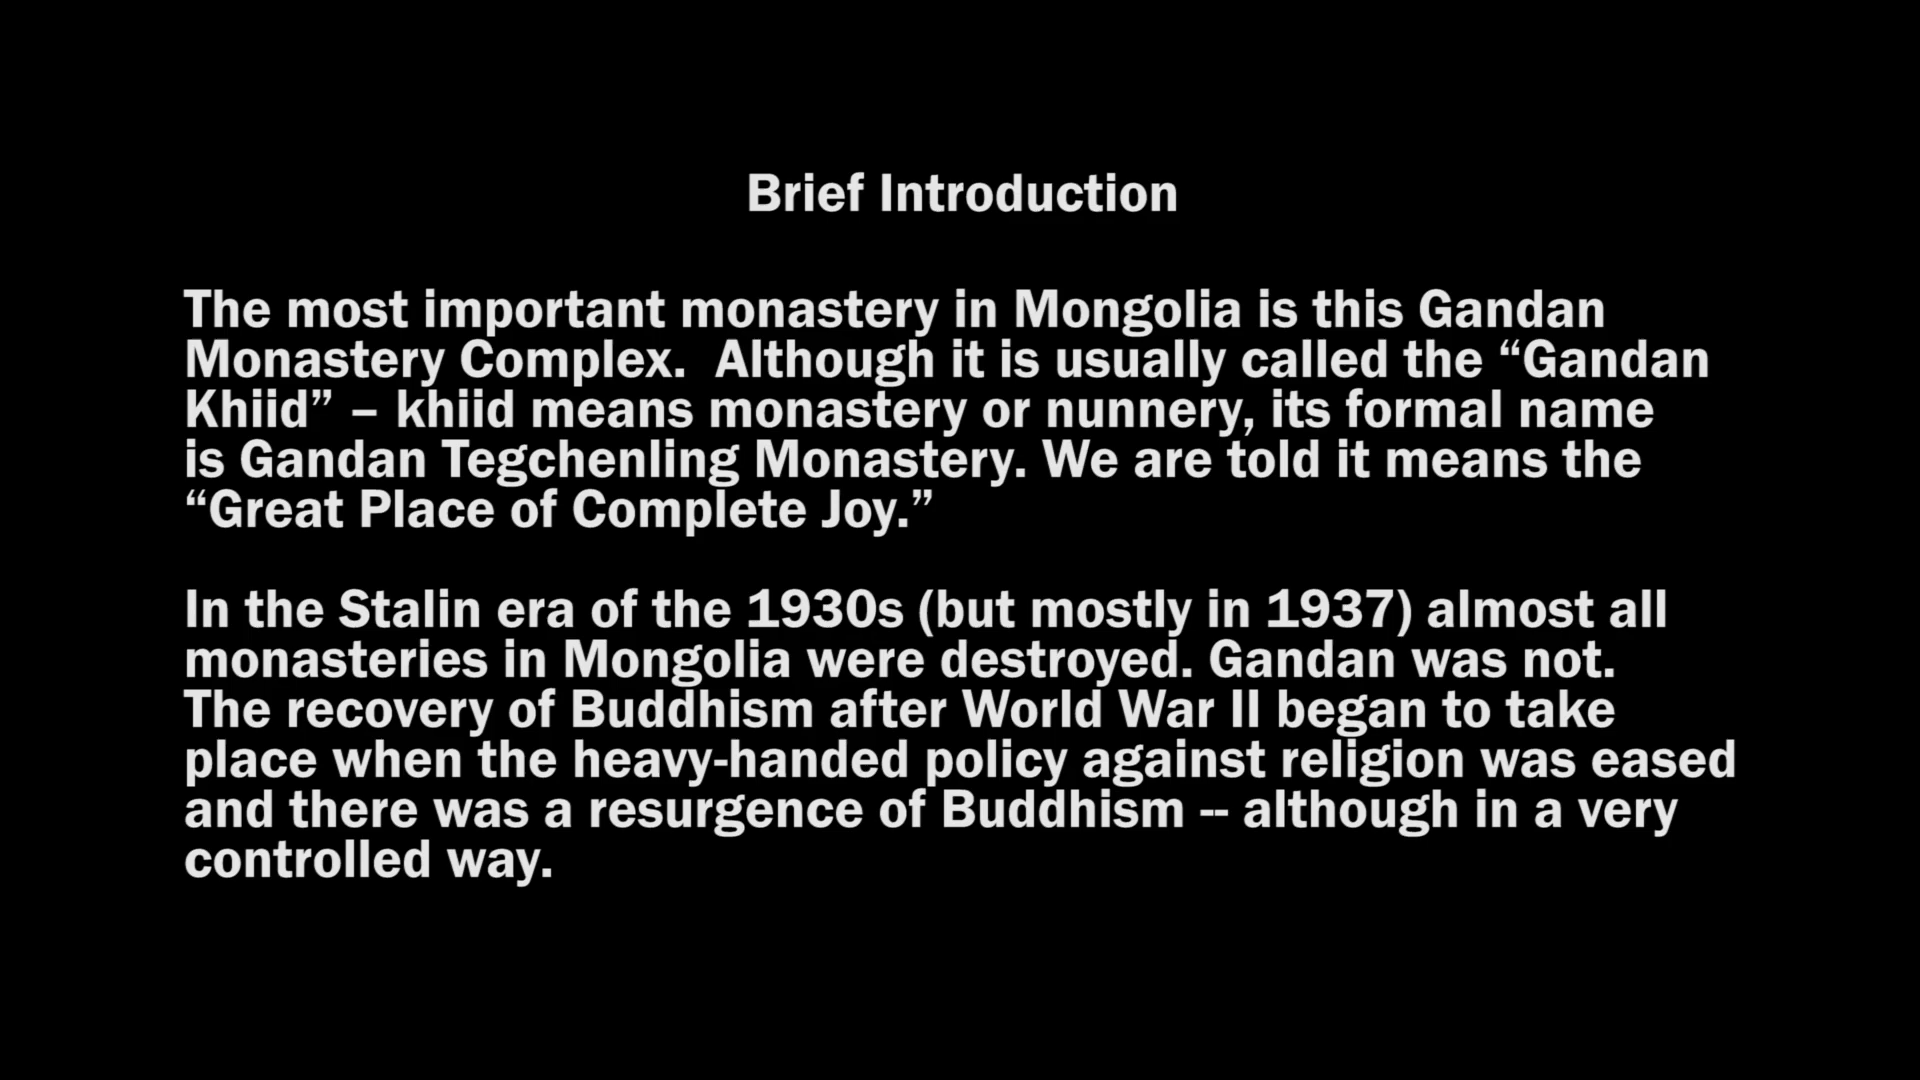 Brief Introduction
The most important monastery in Mongolia is this Gandan
Monastery Complex.  Although it is usually called the “Gandan
Khiid” – khiid means monastery or nunnery, its formal name
is Gandan Tegchenling Monastery. We are told it means the
“Great Place of Complete Joy.”
In the Stalin era of the 1930s (but mostly in 1937) almost all
monasteries in Mongolia were destroyed. Gandan was not.
The recovery of Buddhism after World War II began to take
place when the heavy-handed policy against religion was eased
and there was a resurgence of Buddhism -- although in a very
controlled way.